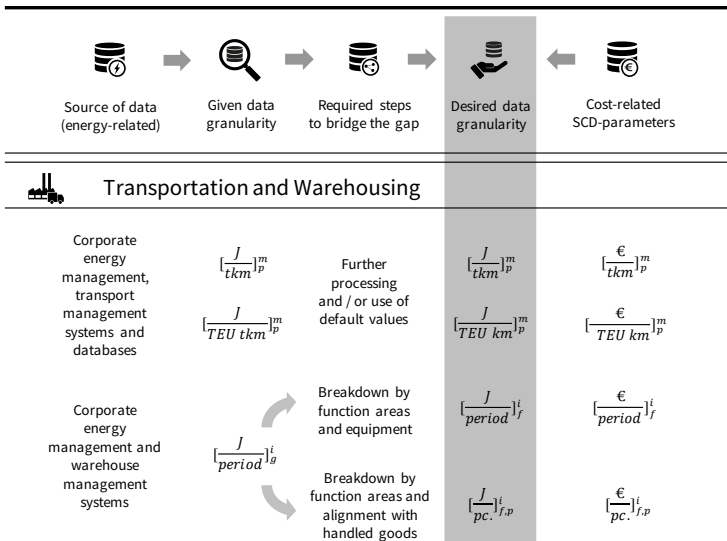 Source of data
(energy-related)
Given data
granularity
Required steps
to bridge the gap
Desired data
granularity
Cost-related
SCD-parameters
Transportation and Warehousing
Corporate
energy
management,
transport
management
systems and
databases
[J/tkm]^m_p
[J/TEU tkm]^m_p
Further
processing
and / or use of
default values
[J/tkm]^m_p
[J/TEU km]^m_p
[€/tkm]^m_p
[€/TEU km]^m_p
Corporate
energy
management and
warehouse
management
systems
[J/period]^i_g
Breakdown by
function areas
and equipment
[J/period]^i_f
[€/period]^i_f
Breakdown by
function areas and
alignment with
handled goods
[J/pc.]^i_f,p
[€/pc.]^i_f,p